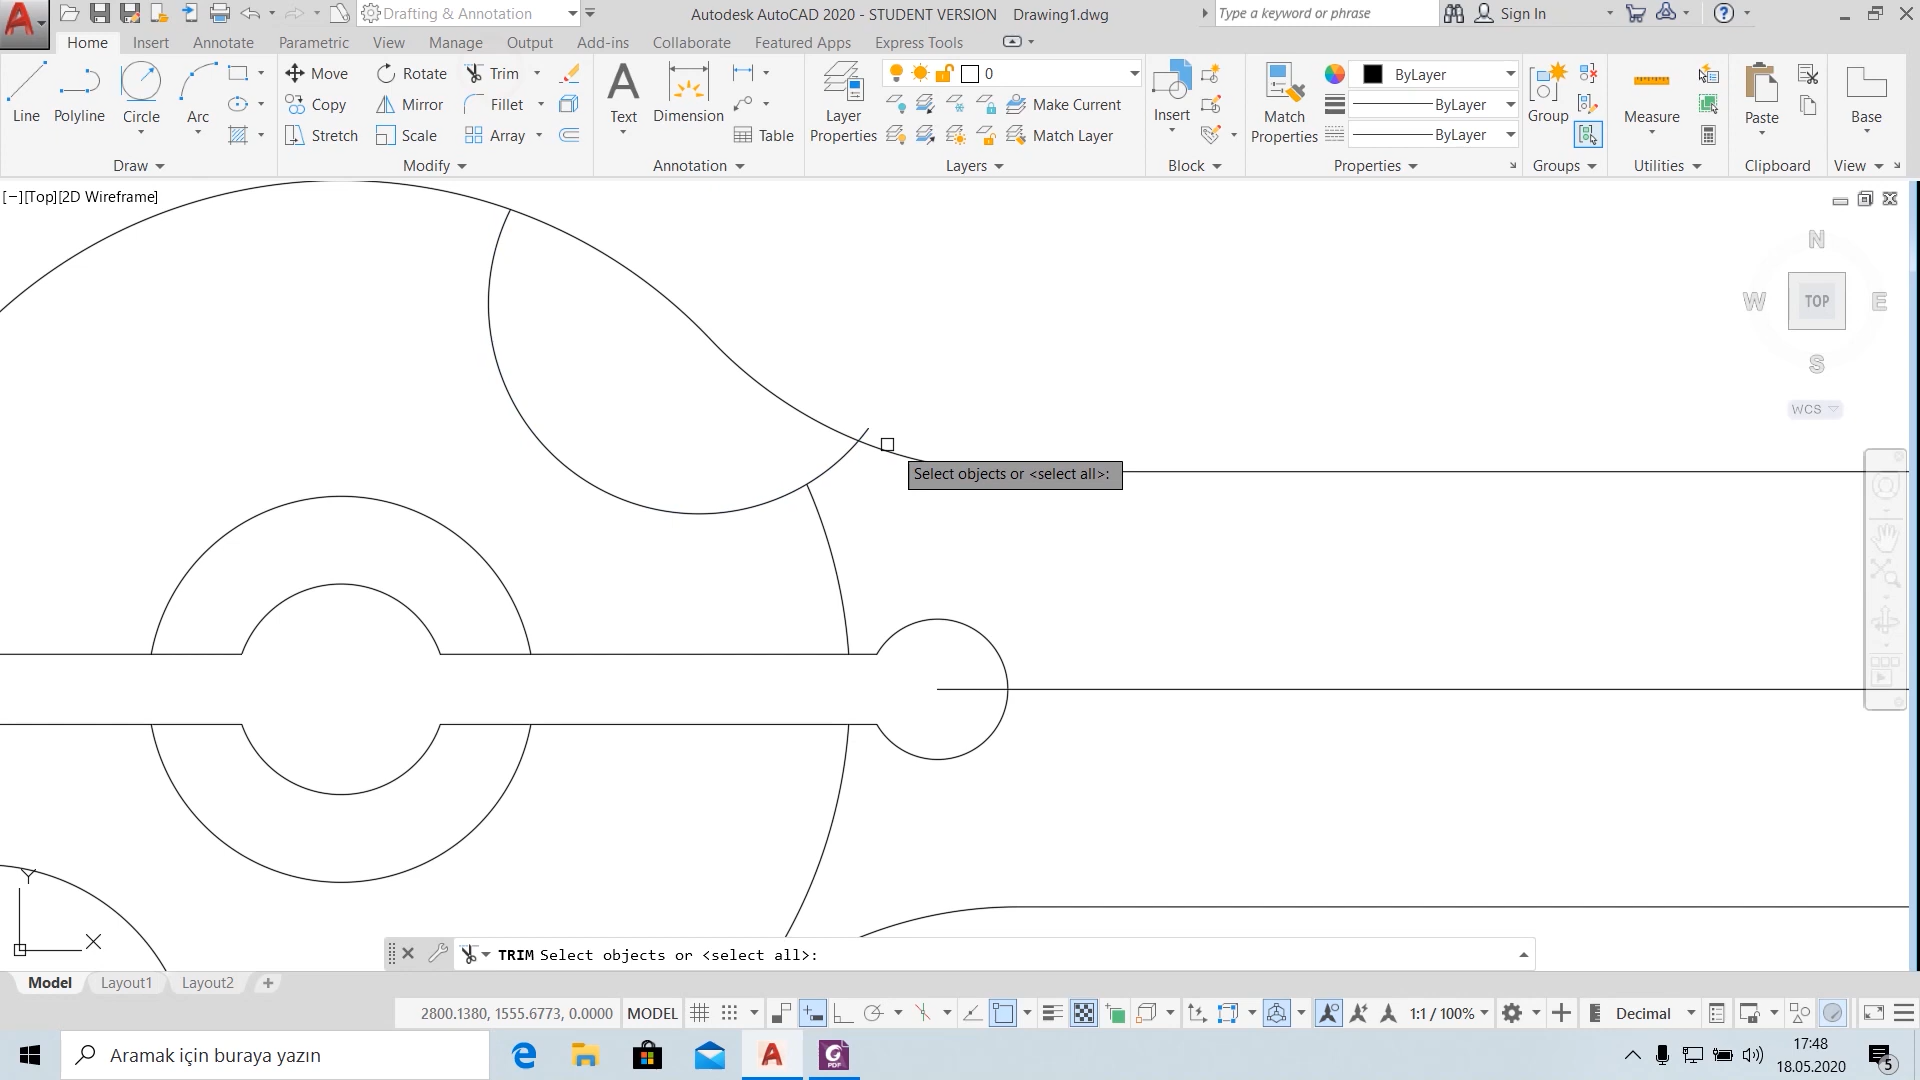 Drafting & Annotation
Autodesk AutoCAD 2020 - STUDENT VERSION Drawing1.dwg
Type a keyword or phrase
Sign In
Home Insert Annotate Parametric View Manage Output Add-ins Collaborate Featured Apps Express Tools
Line Polyline Circle Arc
Move Rotate Trim
Copy Mirror Fillet
Stretch Scale Array
Text Dimension Table
Layer Properties
0
Make Current
Match Layer
Insert
Match Properties
ByLayer
ByLayer
ByLayer
Group Measure Paste Base
Draw Modify Annotation Layers Block Properties Groups Utilities Clipboard View
[−][Top][2D Wireframe]
N
W TOP E
S
WCS
Select objects or <select all>:
Y
X
TRIM Select objects or <select all>:
Model Layout1 Layout2 +
2800.1380, 1555.6773, 0.0000 MODEL 1:1 / 100% Decimal
Aramak için buraya yazın
17:48
18.05.2020
5